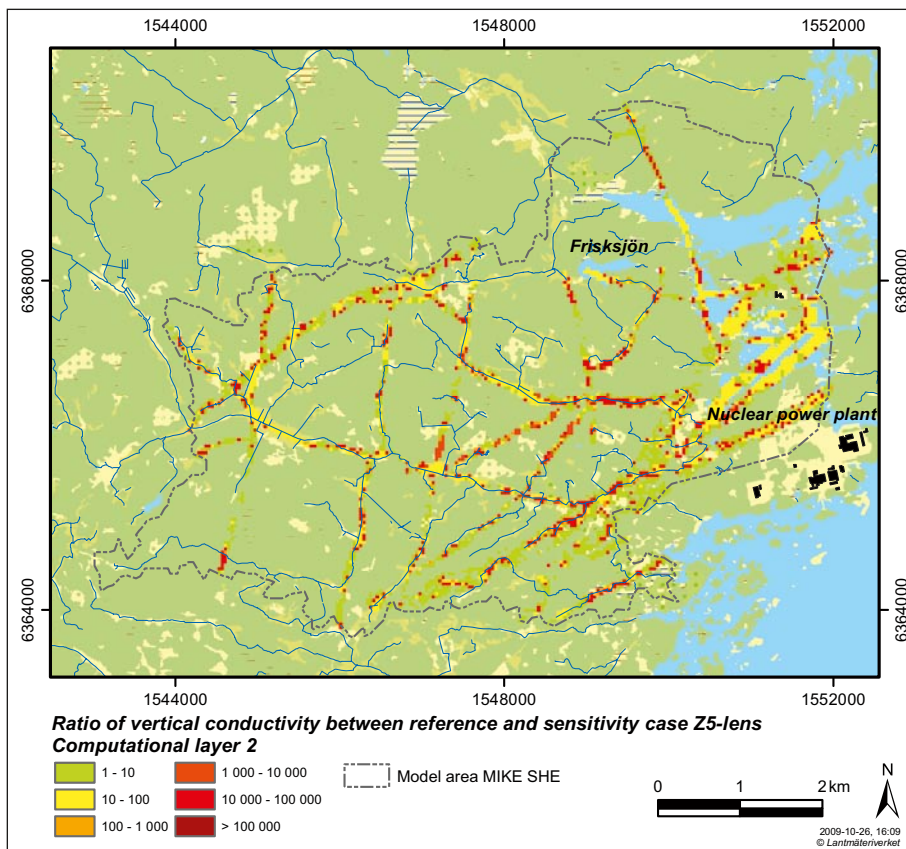 1544000 1548000 1552000
Frisksjön
6368000 6368000
Nuclear power plant
6364000 6364000
1544000 1548000 1552000
Ratio of vertical conductivity between reference and sensitivity case Z5-lens
Computational layer 2
1 - 10 1 000 - 10 000 Model area MIKE SHE
10 - 100 10 000 - 100 000
100 - 1 000 > 100 000
0 1 2 km
N
2009-10-26, 16:09
© Lantmäteriverket